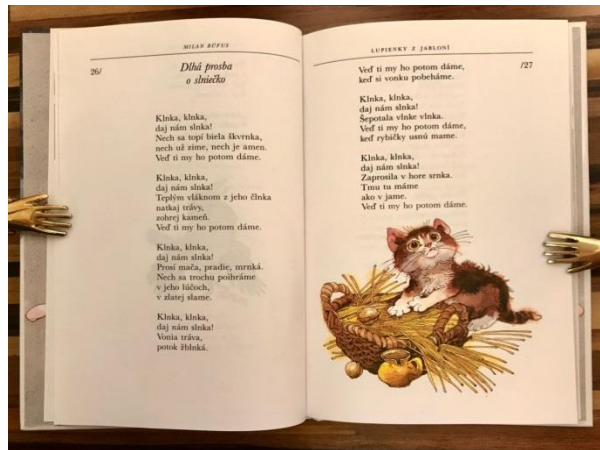 MILAN RÚFUS
26/
Dlhá prosba
o slniečko
Klnka, klnka,
daj nám slnka!
Nech sa topí biela škvrnka,
nech už zime, nech je amen.
Veď ti my ho potom dáme.
Klnka, klnka,
daj nám slnka!
Teplým vláknom z jeho člnka
natkaj trávy,
zohrej kameň.
Veď ti my ho potom dáme.
Klnka, klnka,
daj nám slnka!
Prosí mača, pradie, mrnká.
Nech sa trochu poihráme
v jeho lúčoch,
v zlatej slame.
Klnka, klnka,
daj nám slnka!
Vonia tráva,
potok žblnká.
LUPIENKY Z JABLONÍ
/27
Veď ti my ho potom dáme,
keď si vonku pobeháme.
Klnka, klnka,
daj nám slnka!
Šepotala vlnke vlnka.
Veď ti my ho potom dáme,
keď rybičky usnú mame.
Klnka, klnka,
daj nám slnka!
Zaprosila v hore srnka.
Tmu tu máme
ako v jame.
Veď ti my ho potom dáme.